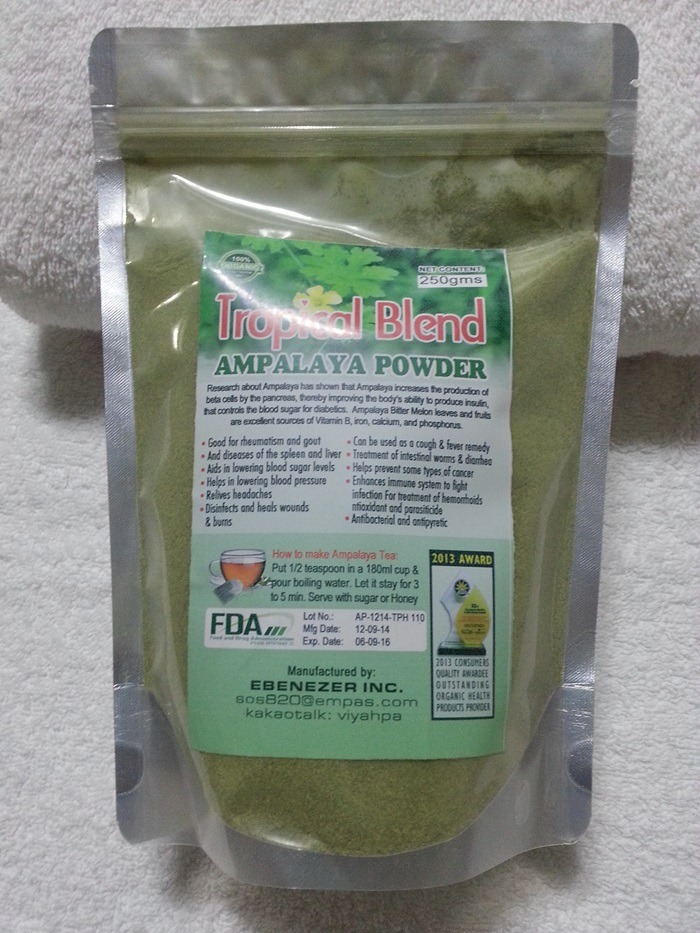 100%
ORGANIC
NET CONTENT:
250gms
Tropical Blend
AMPALAYA POWDER
Research about Ampalaya has shown that Ampalaya increases the production of
beta cells by the pancreas, thereby improving the body's ability to produce insulin,
that controls the blood sugar for diabetics. Ampalaya Bitter Melon leaves and fruits
are excellent sources of Vitamin B, iron, calcium, and phosphorus.
• Good for rheumatism and gout
• And diseases of the spleen and liver
• Aids in lowering blood sugar levels
• Helps in lowering blood pressure
• Relives headaches
• Disinfects and heals wounds
& burns
• Can be used as a cough & fever remedy
• Treatment of intestinal worms & diarrhea
• Helps prevent some types of cancer
• Enhances immune system to fight
infection For treatment of hemorrhoids
ntioxidant and parasiticide
• Antibacterial and antipyretic
How to make Ampalaya Tea:
Put 1/2 teaspoon in a 180ml cup &
pour boiling water. Let it stay for 3
to 5 min. Serve with sugar or Honey
FDA
Food and Drug Administration
Lot No.: AP-1214-TPH 110
Mfg Date: 12-09-14
Exp. Date: 06-09-16
Manufactured by:
EBENEZER INC.
sos820@empas.com
kakaotalk: viyahpa
2013 AWARD
2013 CONSUMERS
QUALITY AWARDEE
OUTSTANDING
ORGANIC HEALTH
PRODUCTS PROVIDER